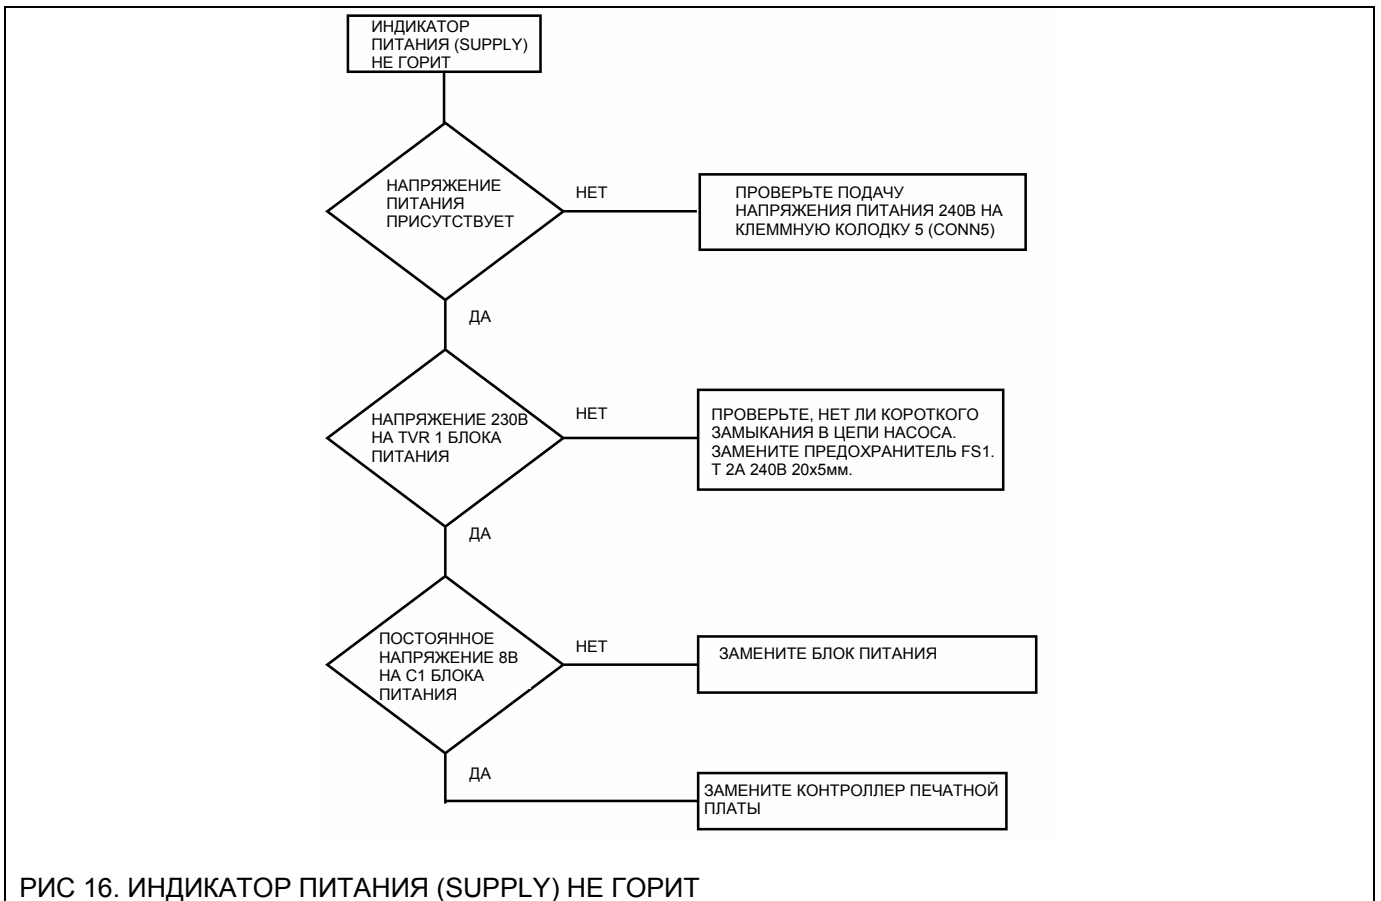 ИНДИКАТОР
ПИТАНИЯ (SUPPLY)
НЕ ГОРИТ
НАПРЯЖЕНИЕ
ПИТАНИЯ
ПРИСУТСТВУЕТ
НЕТ
ПРОВЕРЬТЕ ПОДАЧУ
НАПРЯЖЕНИЯ ПИТАНИЯ 240В НА
КЛЕММНУЮ КОЛОДКУ 5 (CONN5)
ДА
НАПРЯЖЕНИЕ 230В
НА TVR 1 БЛОКА
ПИТАНИЯ
НЕТ
ПРОВЕРЬТЕ, НЕТ ЛИ КОРОТКОГО
ЗАМЫКАНИЯ В ЦЕПИ НАСОСА.
ЗАМЕНИТЕ ПРЕДОХРАНИТЕЛЬ FS1.
Т 2А 240В 20х5мм.
ДА
ПОСТОЯННОЕ
НАПРЯЖЕНИЕ 8В
НА С1 БЛОКА
ПИТАНИЯ
НЕТ
ЗАМЕНИТЕ БЛОК ПИТАНИЯ
ДА
ЗАМЕНИТЕ КОНТРОЛЛЕР ПЕЧАТНОЙ
ПЛАТЫ
РИС 16. ИНДИКАТОР ПИТАНИЯ (SUPPLY) НЕ ГОРИТ